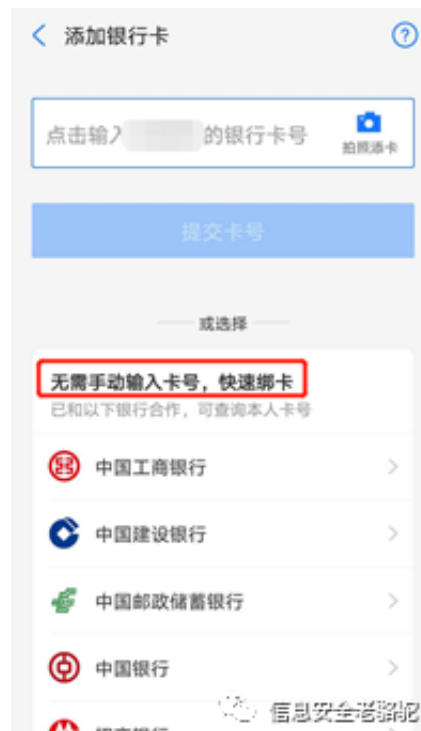 添加银行卡
点击输入 的银行卡号
拍照添卡
提交卡号
或选择
无需手动输入卡号，快速绑卡
已和以下银行合作，可查询本人卡号
中国工商银行
中国建设银行
中国邮政储蓄银行
中国银行
信息安全老骆驼